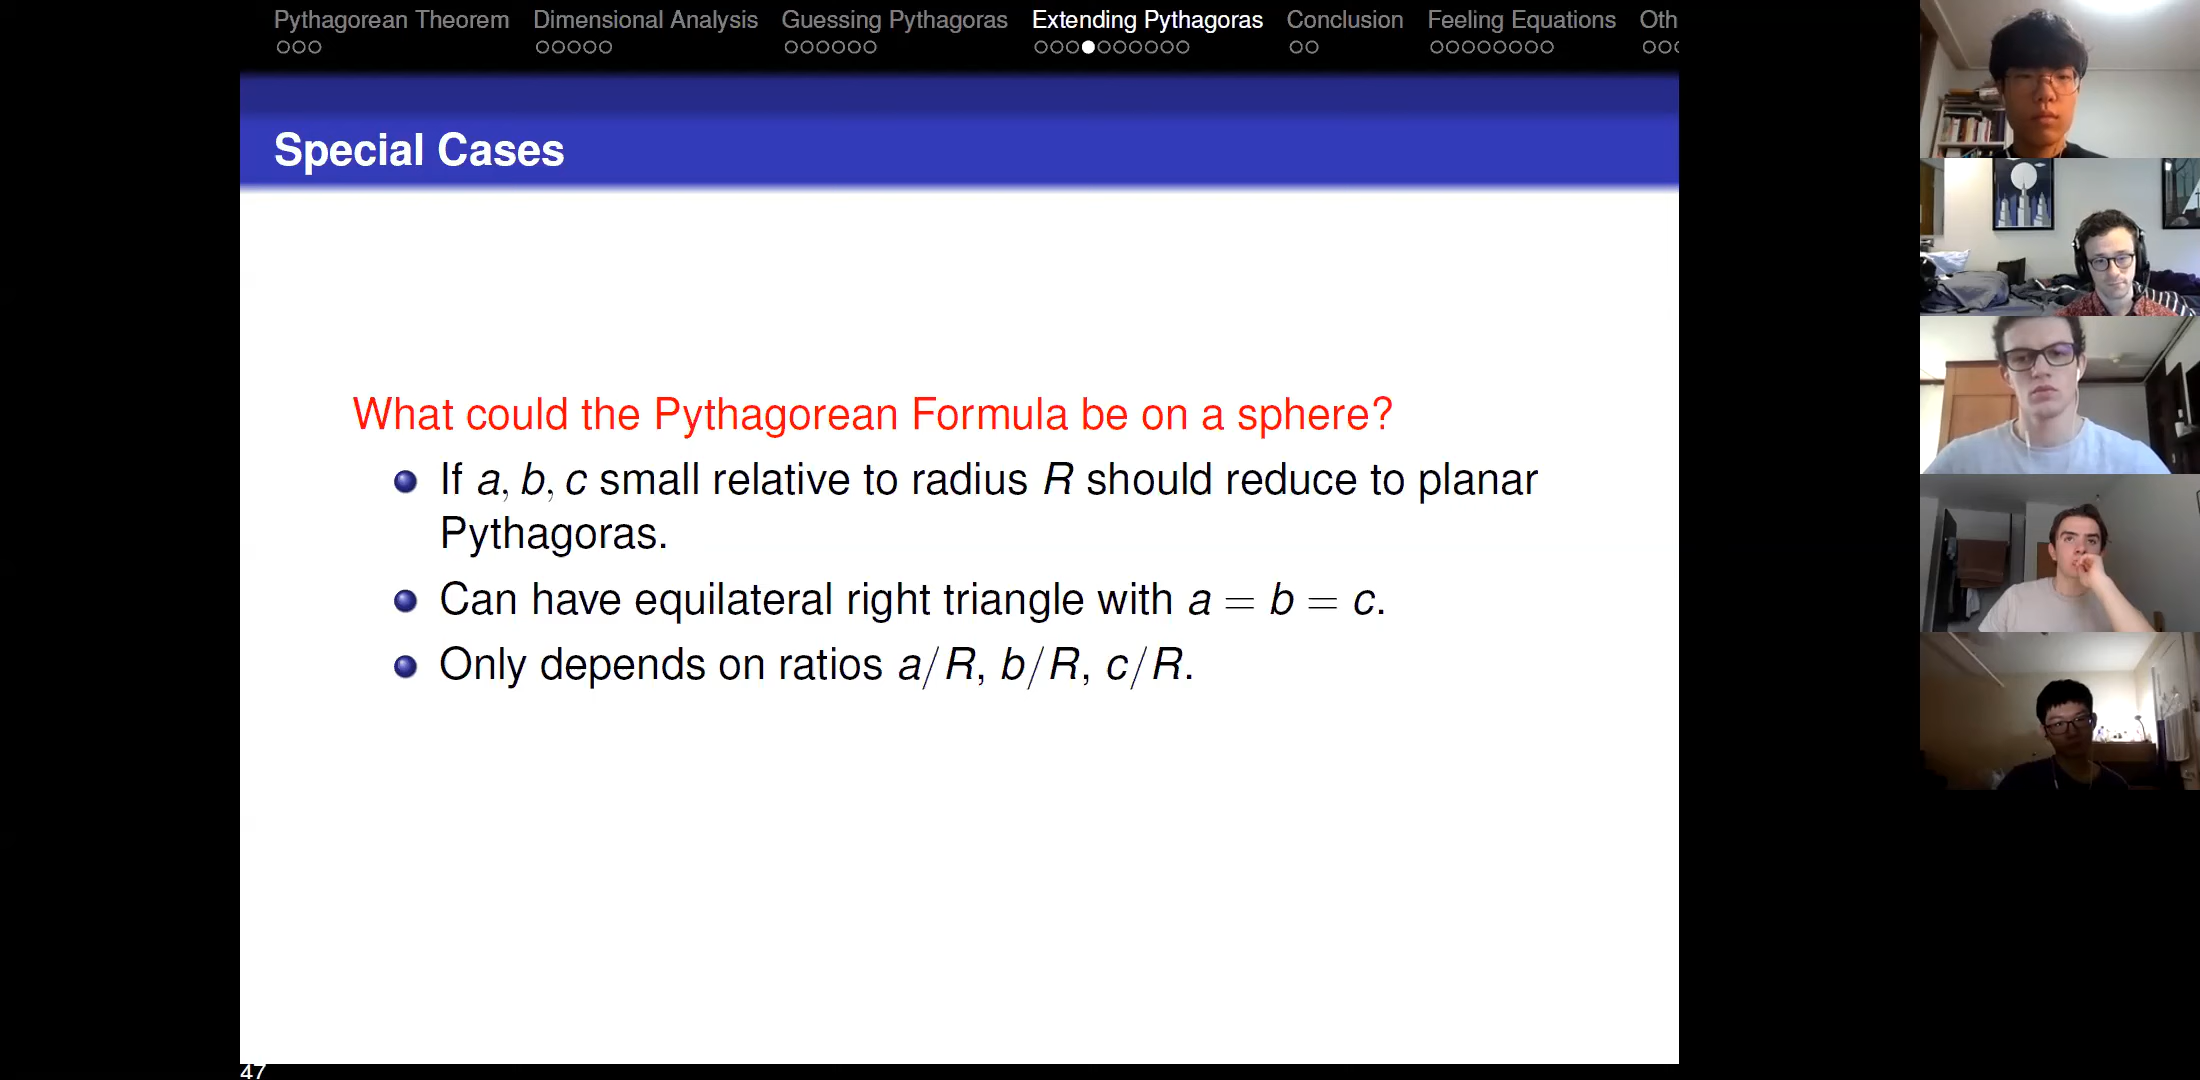 Pythagorean Theorem Dimensional Analysis Guessing Pythagoras Extending Pythagoras Conclusion Feeling Equations Oth
Special Cases
What could the Pythagorean Formula be on a sphere?
If a, b, c small relative to radius R should reduce to planar
Pythagoras.
Can have equilateral right triangle with a = b = c.
Only depends on ratios a/R, b/R, c/R.
47